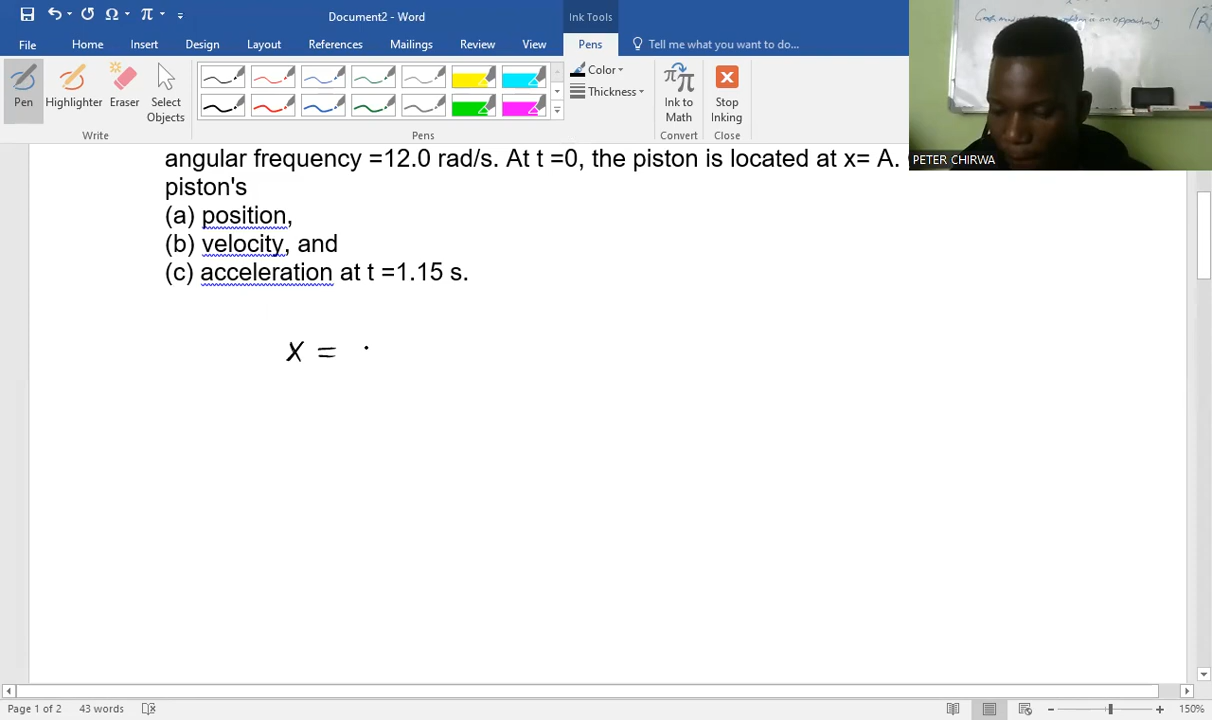 Document2 - Word
Ink Tools
File
Home
Insert
Design
Layout
References
Mailings
Review
View
Pens
Tell me what you want to do...
Pen
Highlighter
Eraser
Select Objects
Color
Thickness
Ink to Math
Stop Inking
Write
Pens
Convert
Close
PETER CHIRWA
angular frequency =12.0 rad/s. At t =0, the piston is located at x= A.
piston's
(a) position,
(b) velocity, and
(c) acceleration at t =1.15 s.
x =
Page 1 of 2
43 words
150%